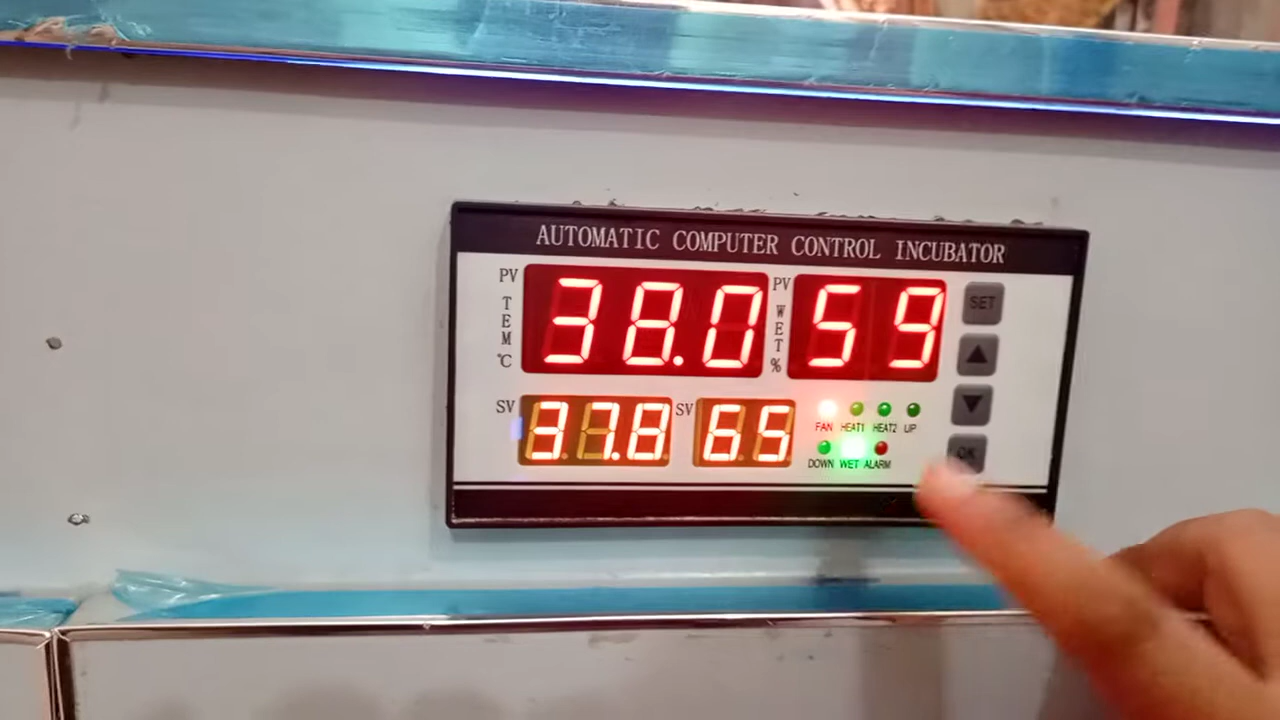 AUTOMATIC COMPUTER CONTROL INCUBATOR
PV TEM ℃ 38.0 PV WET % 59 SET
SV 37.8 SV 65
FAN HEAT1 HEAT2 UP
DOWN WET ALARM OK